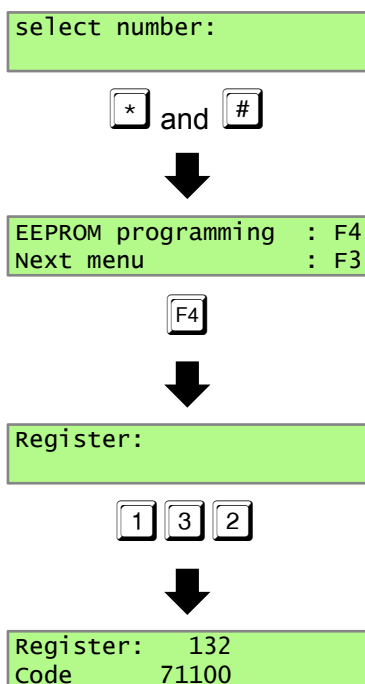 select number:
* and #
EEPROM programming : F4
Next menu : F3
F4
Register:
1 3 2
Register: 132
Code 71100